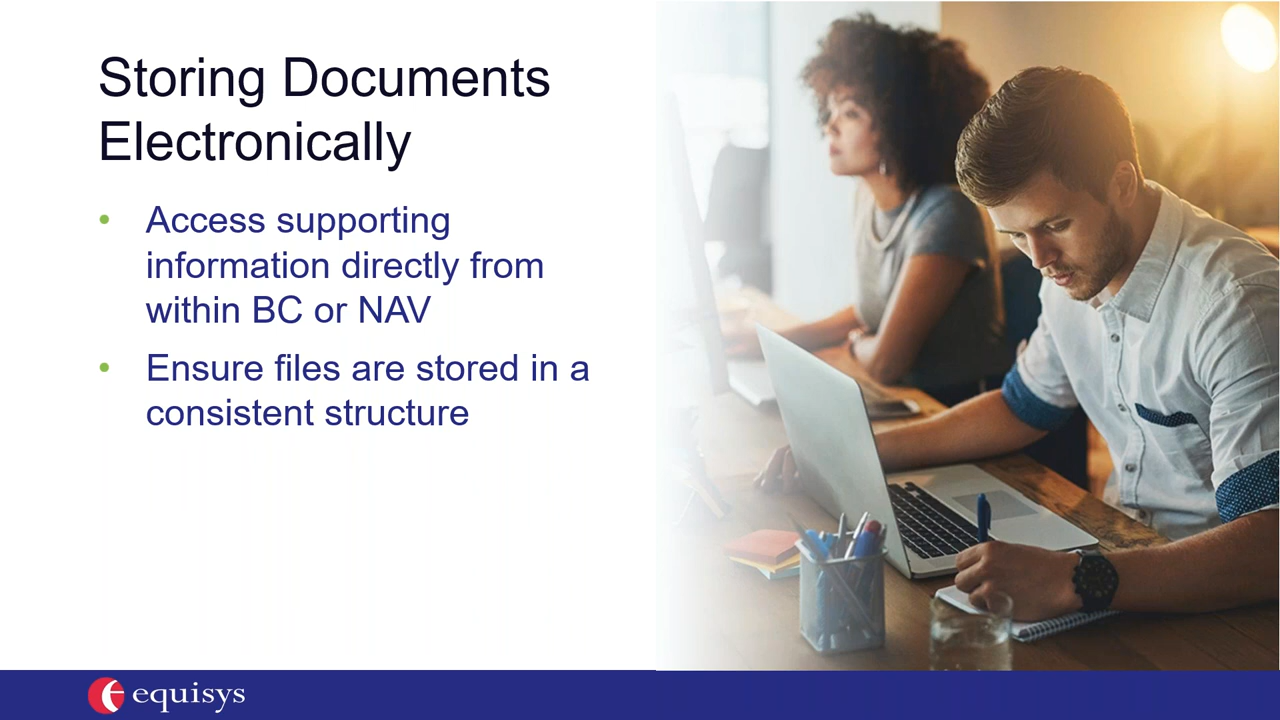 Storing Documents
Electronically
• Access supporting
information directly from
within BC or NAV
• Ensure files are stored in a
consistent structure
equisys